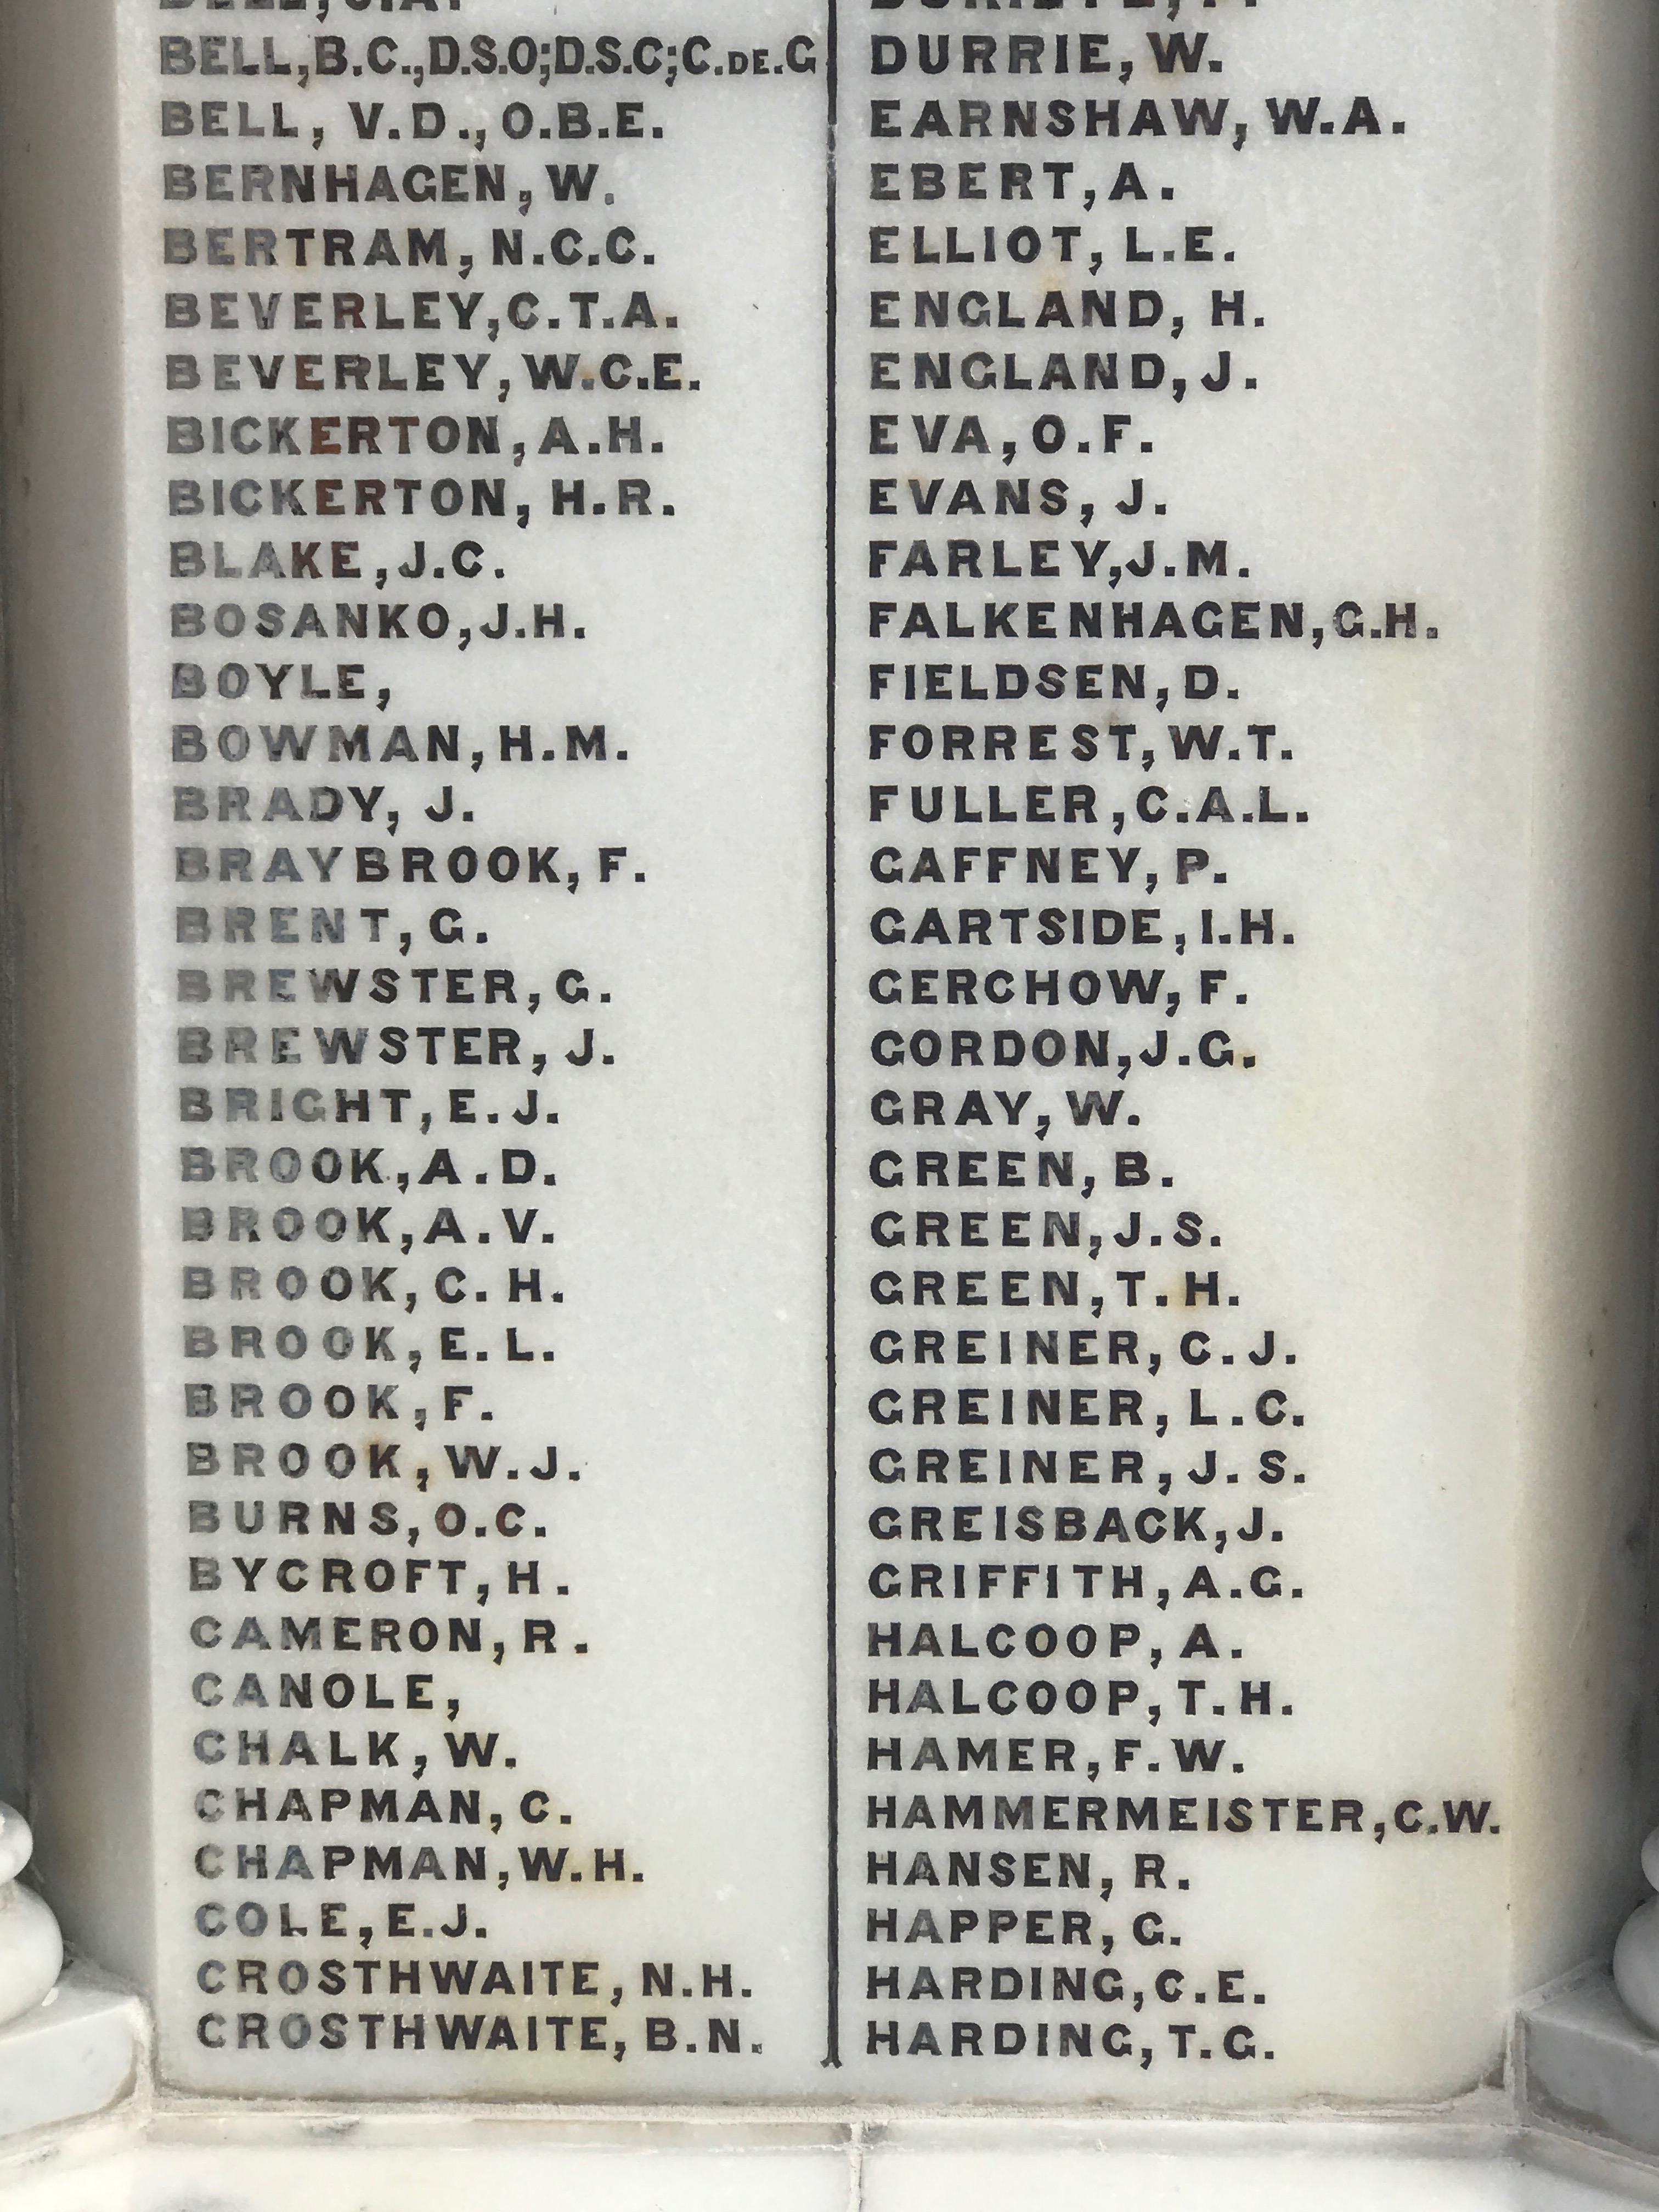 BELL,B.C.,D.S.O;D.S.C;C.DE.G
BELL, V.D., O.B.E.
BERNHAGEN, W.
BERTRAM, N.C.C.
BEVERLEY,C.T.A.
BEVERLEY, W.C.E.
BICKERTON, A.H.
BICKERTON, H.R.
BLAKE, J.C.
BOSANKO, J.H.
BOYLE,
BOWMAN, H.M.
BRADY, J.
BRAYBROOK, F.
BRENT, G.
BREWSTER, G.
BREWSTER, J.
BRIGHT, E.J.
BROOK, A.D.
BROOK, A.V.
BROOK, C.H.
BROOK, E.L.
BROOK, F.
BROOK, W.J.
BURNS, O.C.
BYCROFT, H.
CAMERON, R.
CANOLE,
CHALK, W.
CHAPMAN, C.
CHAPMAN, W.H.
COLE, E.J.
CROSTHWAITE, N.H.
CROSTHWAITE, B.N.
DURRIE, W.
EARNSHAW, W.A.
EBERT, A.
ELLIOT, L.E.
ENGLAND, H.
ENGLAND, J.
EVA, O.F.
EVANS, J.
FARLEY,J.M.
FALKENHAGEN,G.H.
FIELDSEN, D.
FORREST, W.T.
FULLER, C.A.L.
GAFFNEY, P.
GARTSIDE, I.H.
GERCHOW, F.
GORDON, J.G.
GRAY, W.
GREEN, B.
GREEN, J.S.
GREEN, T.H.
GREINER, C.J.
GREINER, L.C.
GREINER, J.S.
GREISBACK, J.
GRIFFITH, A.G.
HALCOOP, A.
HALCOOP, T.H.
HAMER, F.W.
HAMMERMEISTER, C.W.
HANSEN, R.
HAPPER, G.
HARDING, C.E.
HARDING, T.G.